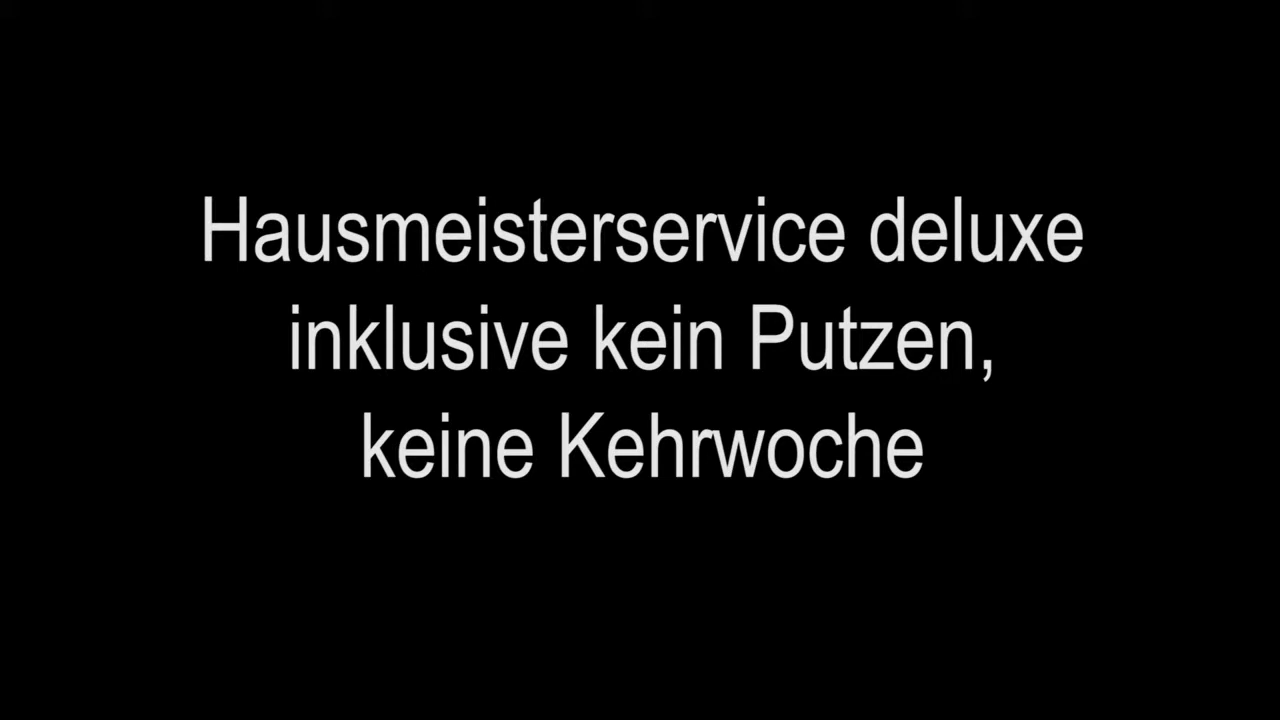 Hausmeisterservice deluxe
inklusive kein Putzen,
keine Kehrwoche